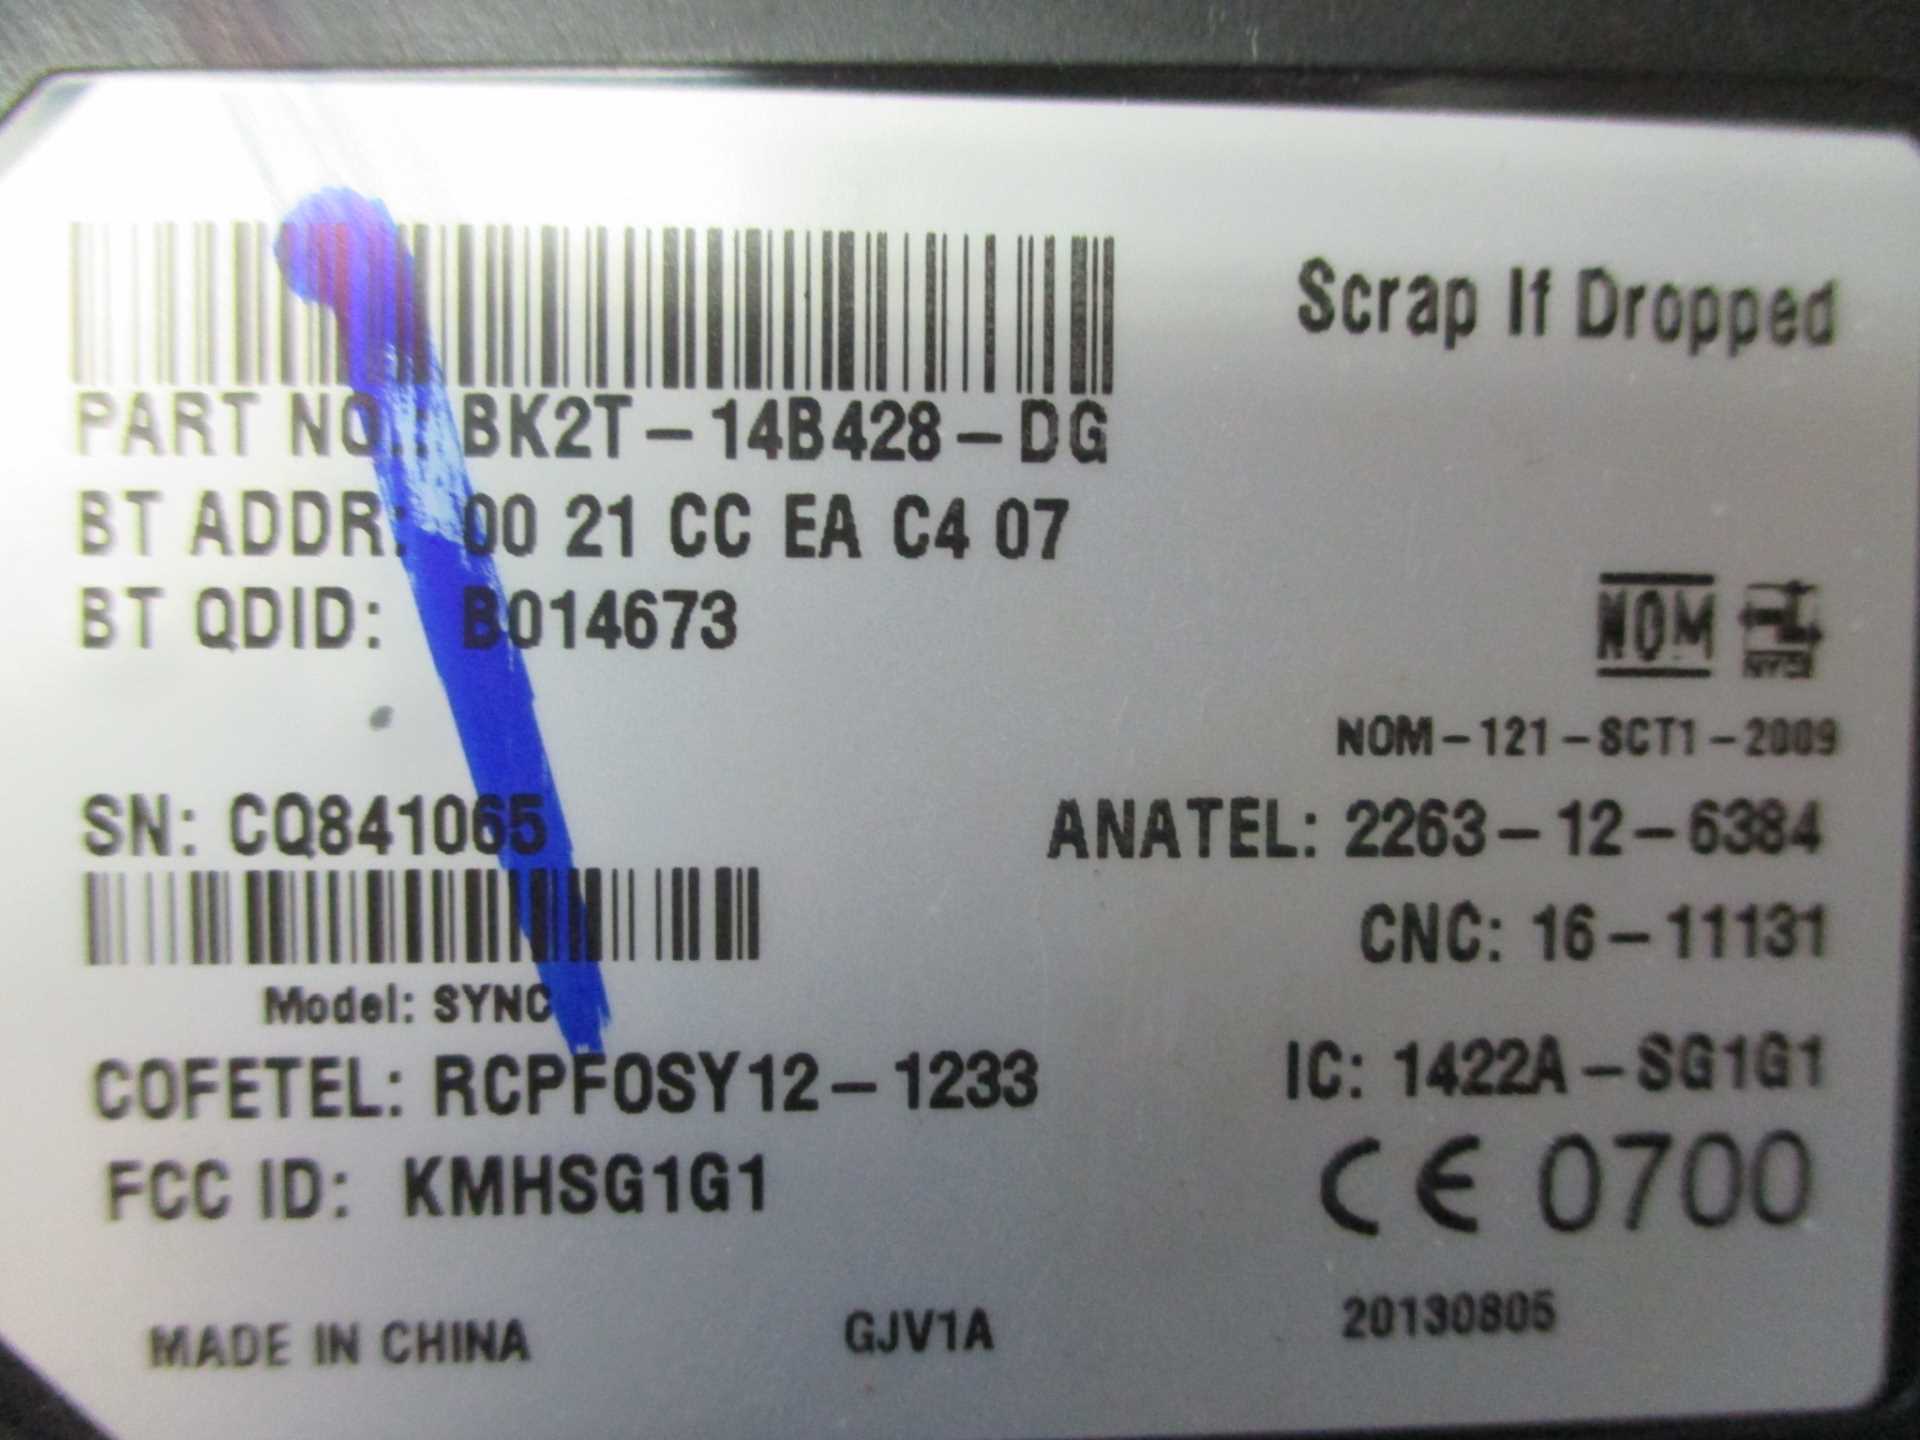 Scrap If Dropped
PART NO.: BK2T-14B428-DG
BT ADDR: 00 21 CC EA C4 07
BT QDID: B014673
NOM NYCE
NOM-121-SCT1-2009
SN: CQ841065
ANATEL: 2263-12-6384
CNC: 16-11131
Model: SYNC
COFETEL: RCPFOSY12-1233
IC: 1422A-SG1G1
FCC ID: KMHSG1G1
CE 0700
MADE IN CHINA
GJV1A
20130805